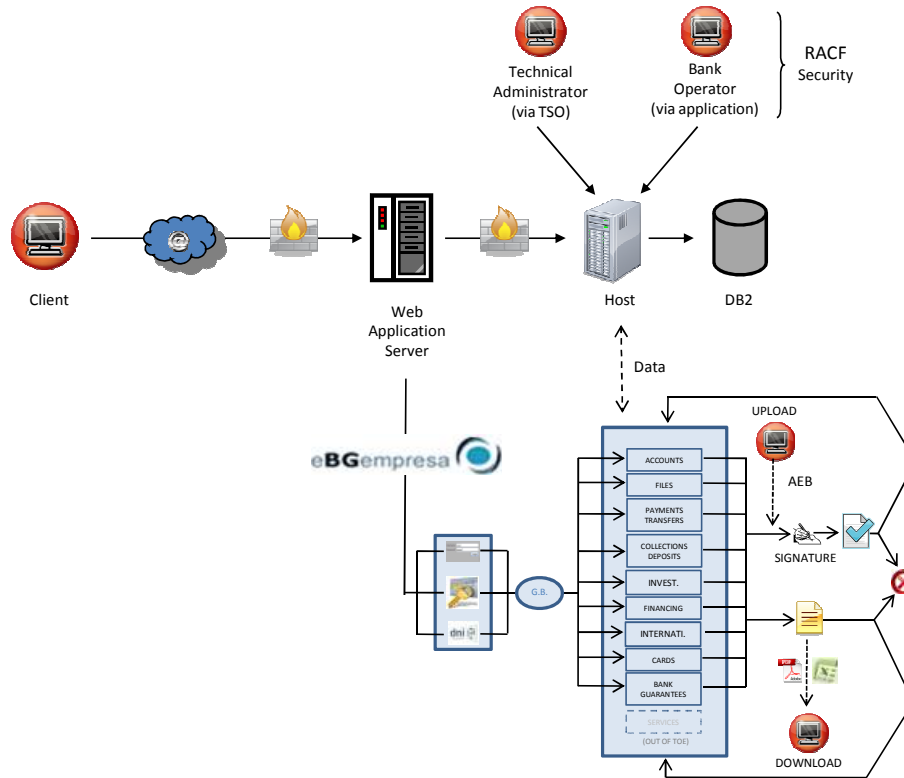 Technical
Administrator
(via TSO)
Bank
Operator
(via application)
RACF
Security
Client
Web
Application
Server
Host
DB2
Data
eBGempresa
UPLOAD
AEB
SIGNATURE
ACCOUNTS
FILES
PAYMENTS
TRANSFERS
COLLECTIONS
DEPOSITS
INVEST.
FINANCING
INTERNATI.
CARDS
BANK
GUARANTEES
SERVICES
(OUT OF TOE)
G.B.
dni
PDF
DOWNLOAD